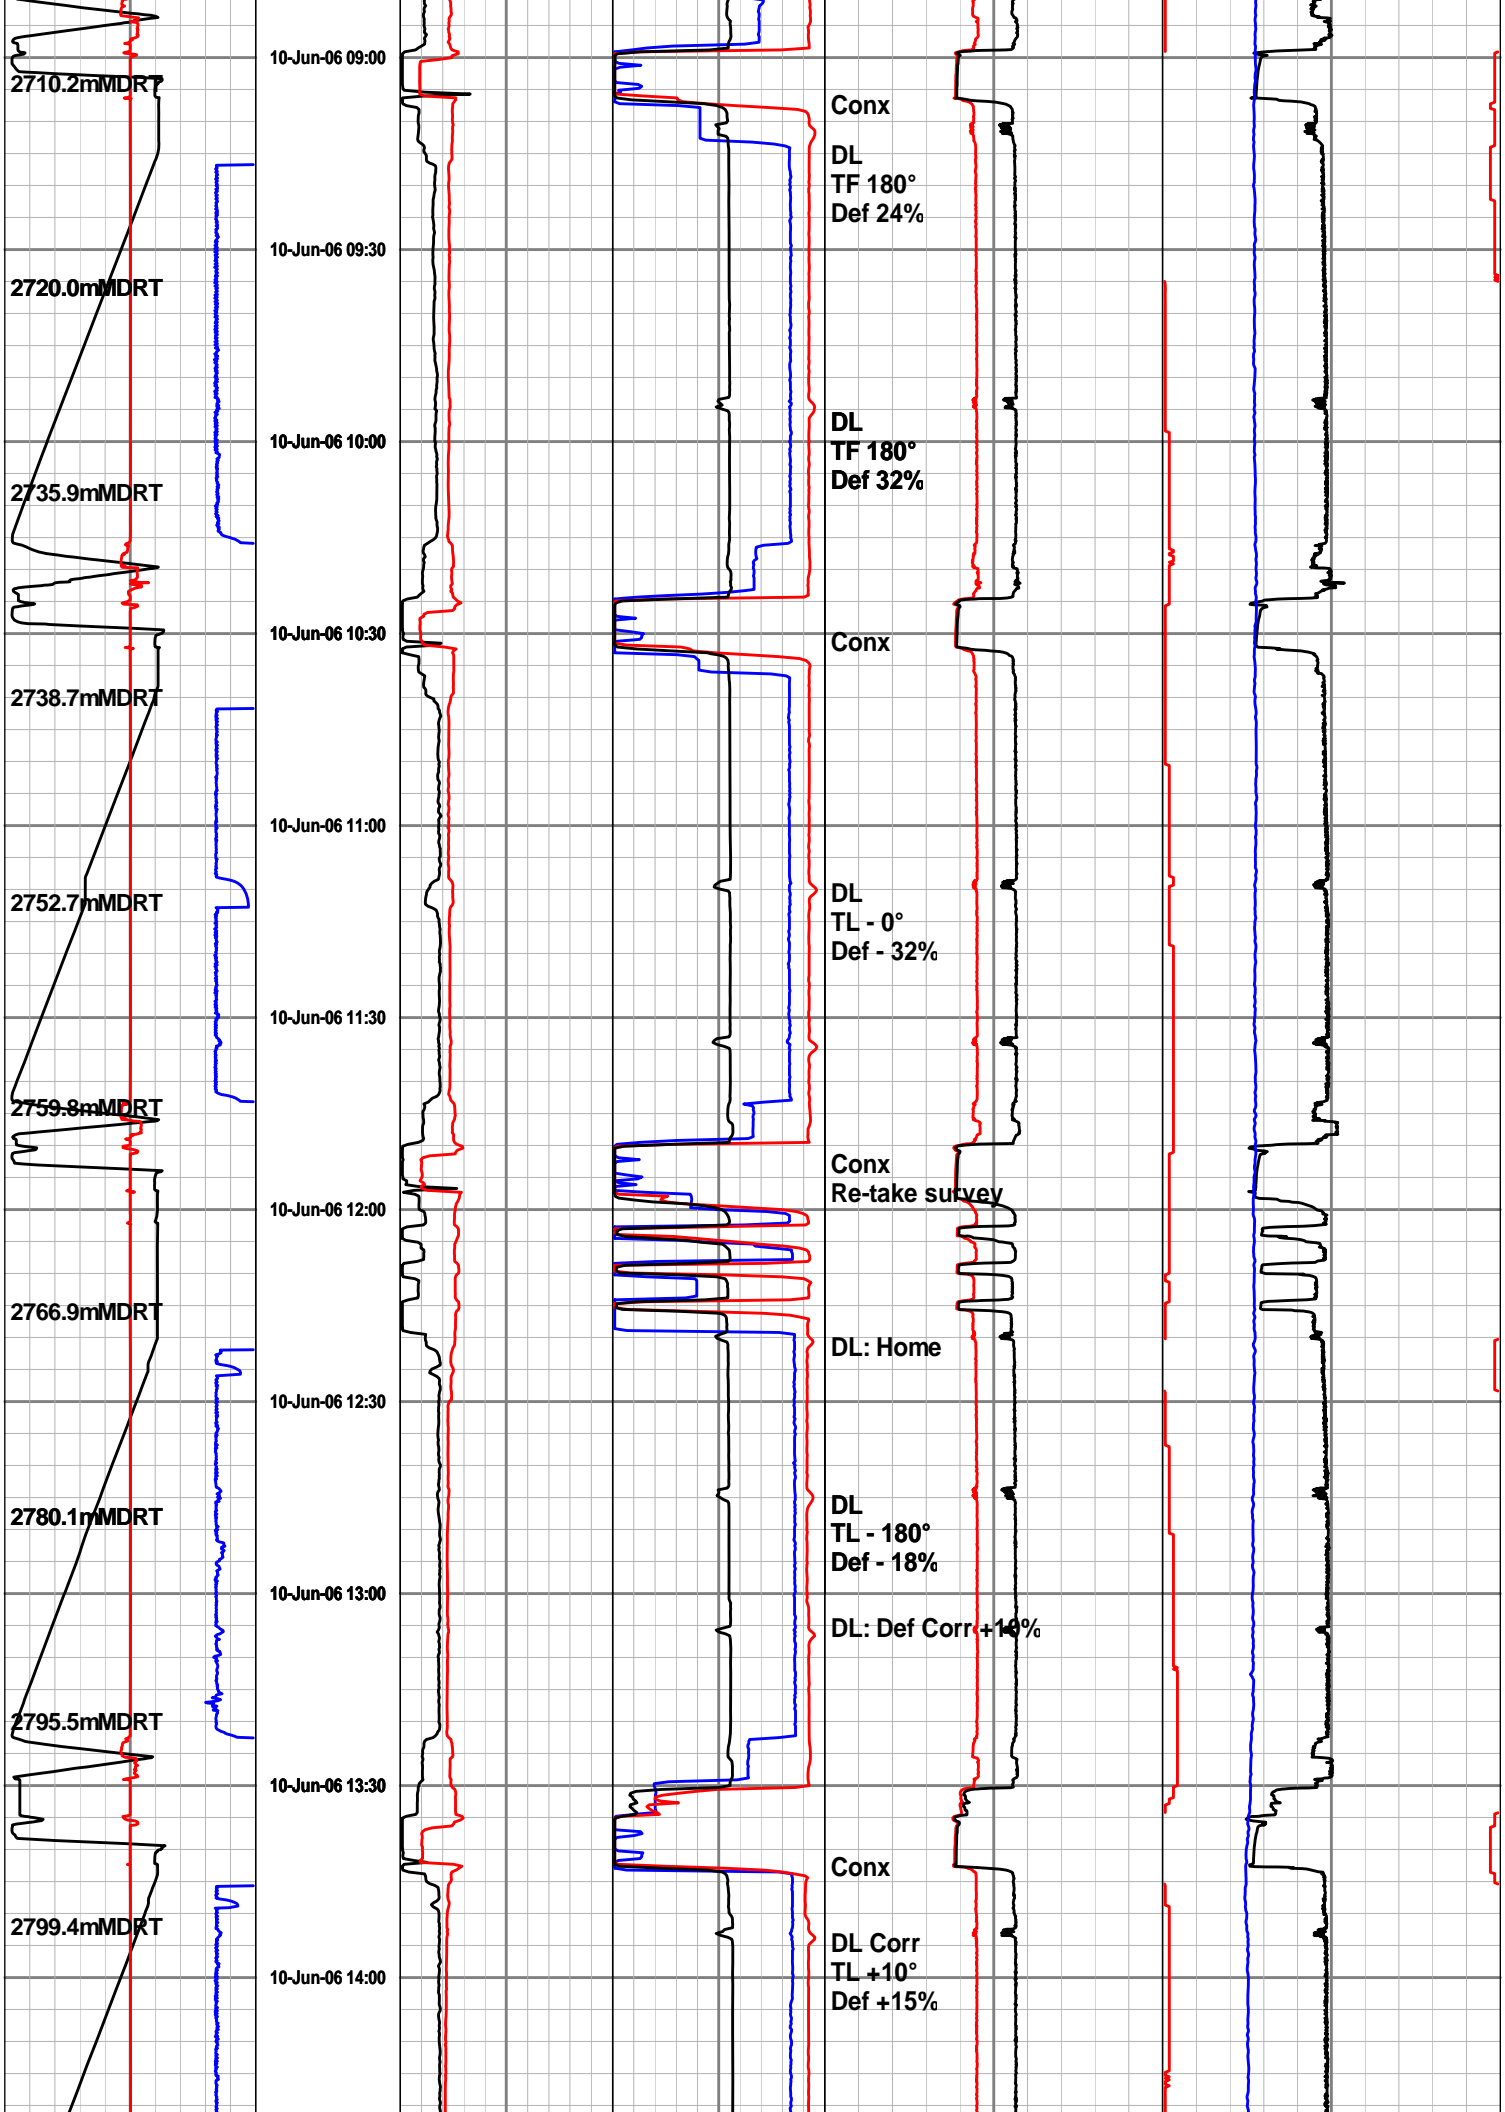 10-Jun-06 09:00
2710.2mMDRT
Conx
DL
TF 180°
Def 24%
10-Jun-06 09:30
2720.0mMDRT
DL
10-Jun-06 10:00
TF 180°
Def 32%
2735.9mMDRT
10-Jun-06 10:30
Conx
2738.7mMDRT
10-Jun-06 11:00
DL
2752.7mMDRT
TL - 0°
Def - 32%
10-Jun-06 11:30
2759.8mMDRT
Conx
Re-take survey
10-Jun-06 12:00
2766.9mMDRT
DL: Home
10-Jun-06 12:30
DL
2780.1mMDRT
TL - 180°
Def - 18%
10-Jun-06 13:00
DL: Def Corr +10%
2795.5mMDRT
10-Jun-06 13:30
Conx
2799.4mMDRT
DL Corr
TL +10°
10-Jun-06 14:00
Def +15%